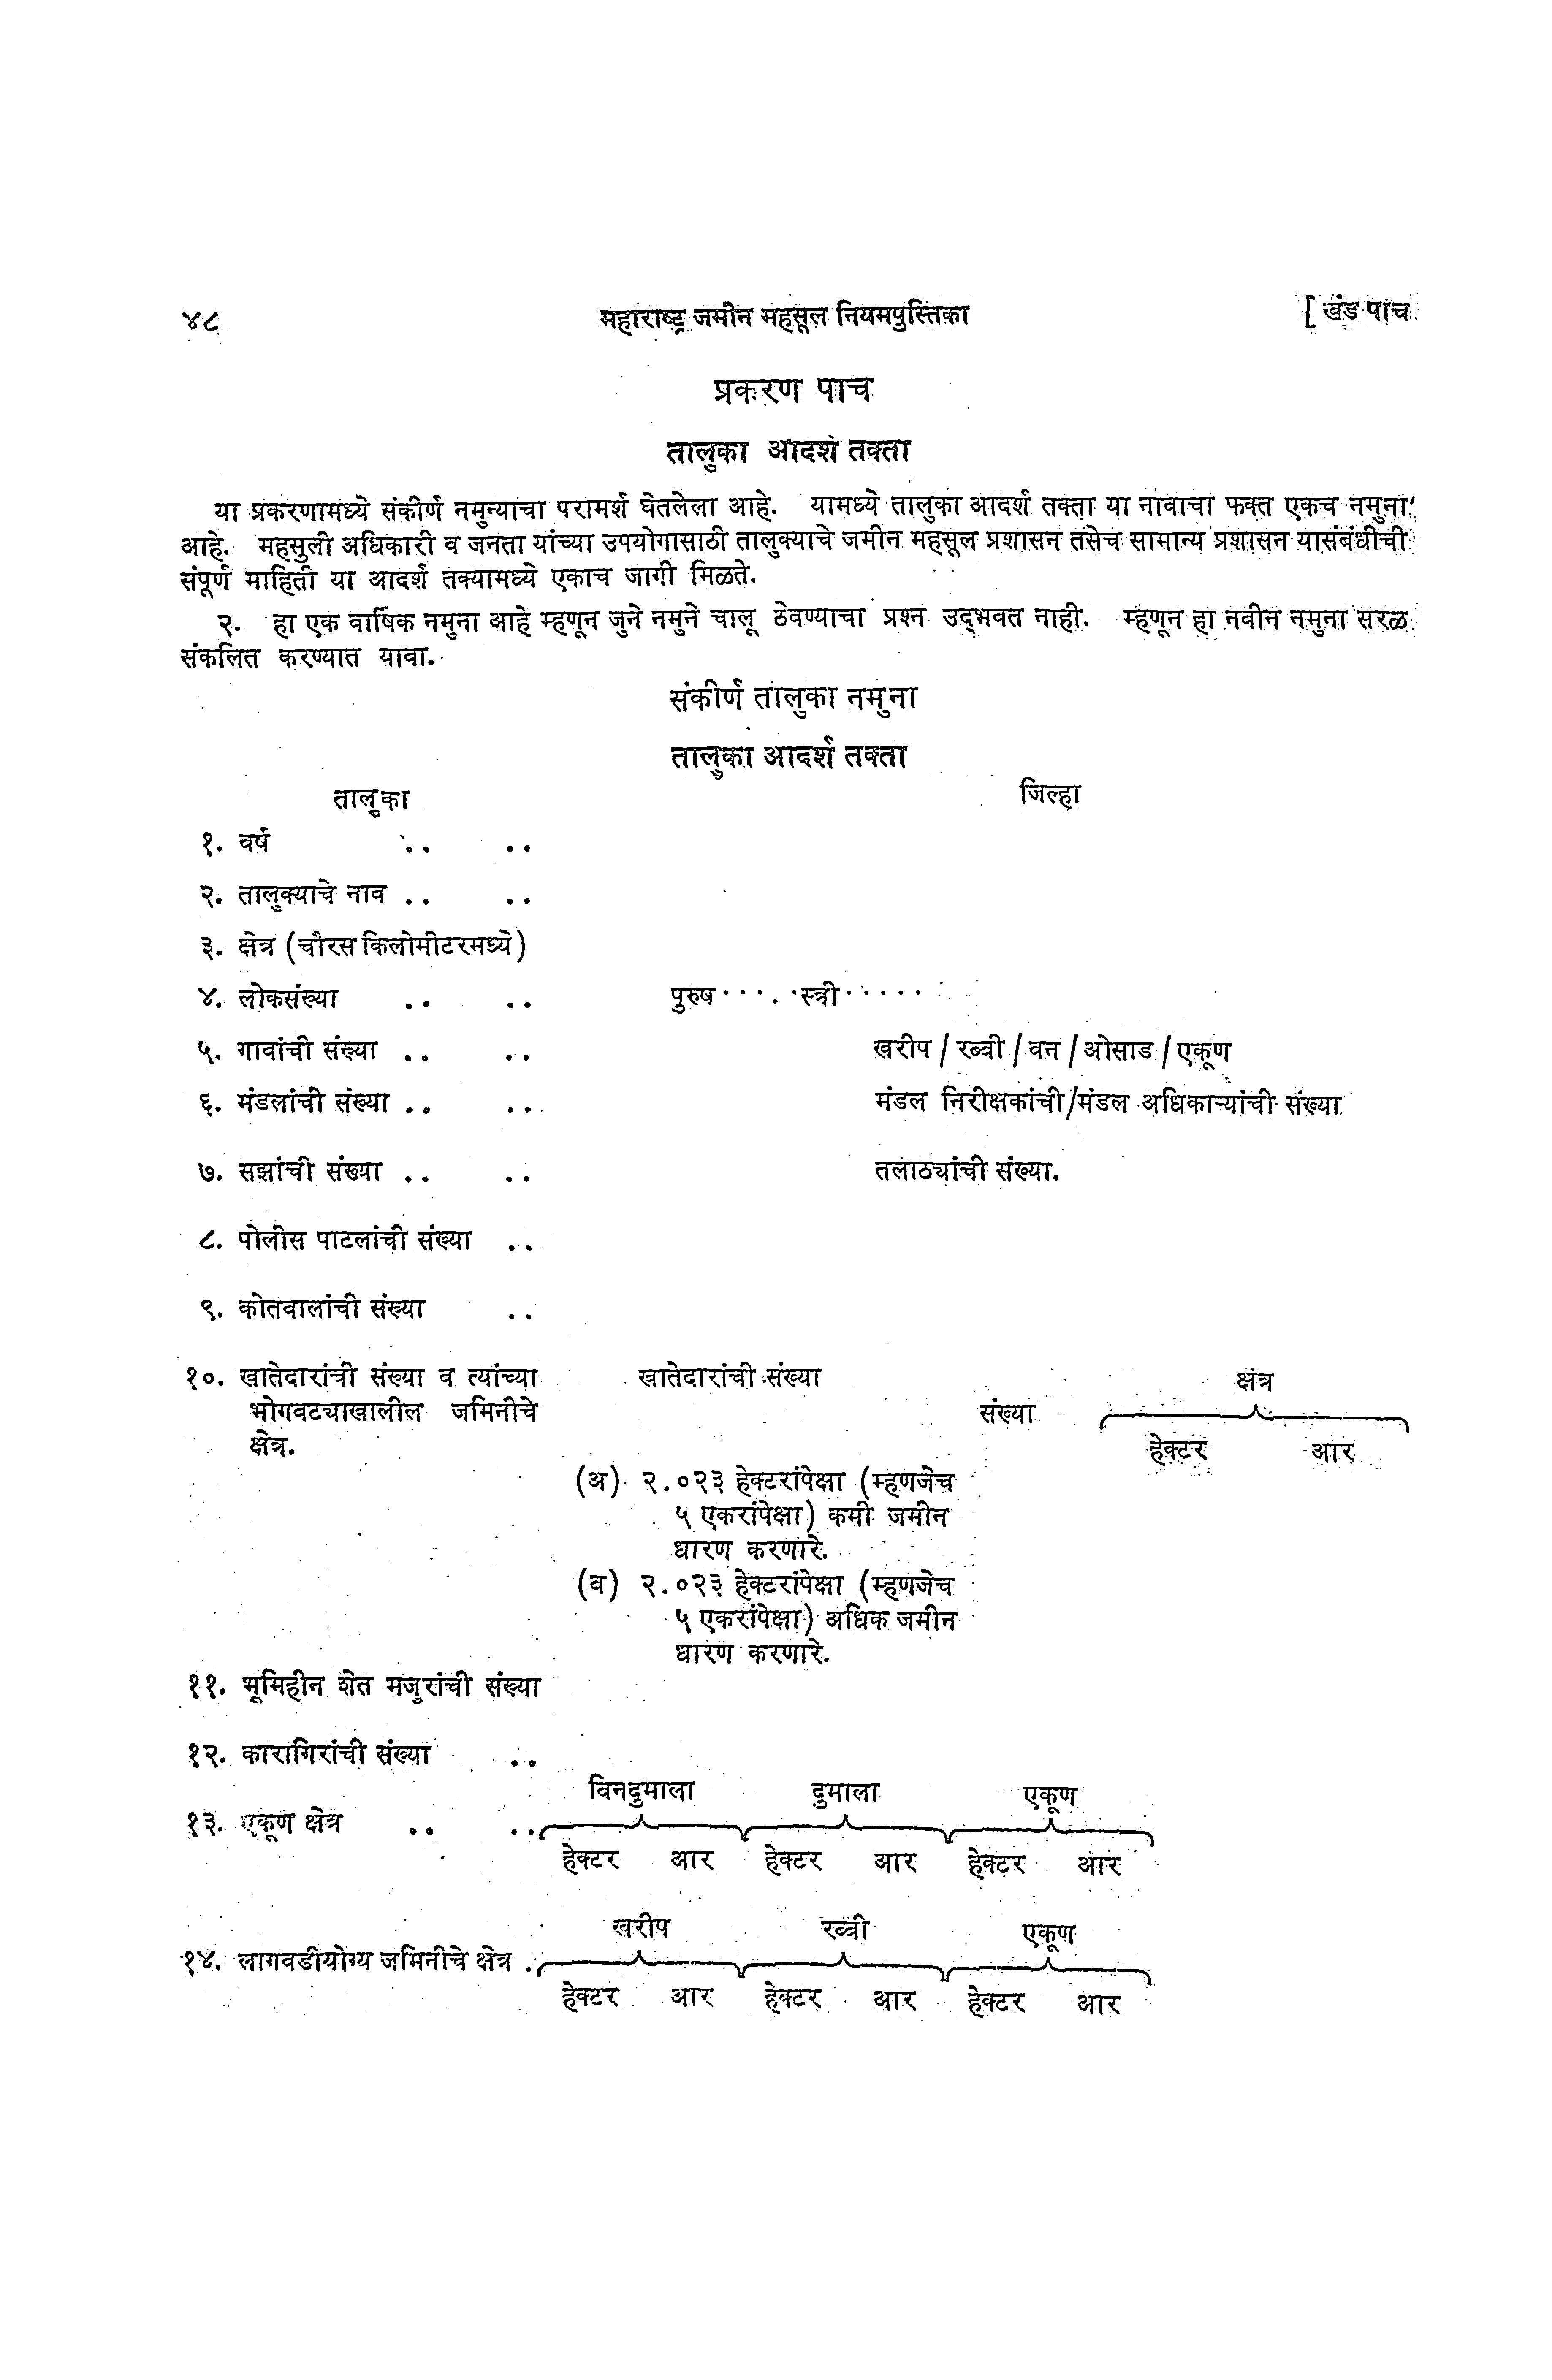 ४८ महाराष्ट्र जमीन महसूल नियमपुस्तिका [ खंड पाच
प्रकरण पाच
तालुका आदर्श तक्ता
या प्रकरणामध्ये संकीर्ण नमुन्याचा परामर्श घेतलेला आहे. यामध्ये तालुका आदर्श तक्ता या नावाचा फक्त एकच नमुना
आहे. महसुली अधिकारी व जनता यांच्या उपयोगासाठी तालुक्याचे जमीन महसूल प्रशासन तसेच सामान्य प्रशासन यासंबंधीची
संपूर्ण माहिती या आदर्श तक्यामध्ये एकाच जागी मिळते.
२. हा एक वार्षिक नमुना आहे म्हणून जुने नमुने चालू ठेवण्याचा प्रश्न उद्‌भवत नाही. म्हणून हा नवीन नमुना सरळ
संकलित करण्यात यावा.
संकीर्ण तालुका नमुना
तालुका आदर्श तक्ता
तालुका जिल्हा
१. वर्ष .. ..
२. तालुक्याचे नाव .. ..
३. क्षेत्र (चौरस किलोमीटरमध्ये)
४. लोकसंख्या .. .. पुरुष ..... स्त्री .....
५. गावांची संख्या .. .. खरीप / रब्बी / वन / ओसाड / एकूण
६. मंडलांची संख्या .. .. मंडल निरीक्षकांची/मंडल अधिकाऱ्यांची संख्या
७. सझांची संख्या .. .. तलाठ्यांची संख्या.
८. पोलीस पाटलांची संख्या ..
९. कोतवालांची संख्या ..
१०. खातेदारांची संख्या व त्यांच्या खातेदारांची संख्या क्षेत्र
भोगवट्याखालील जमिनीचे संख्या
क्षेत्र. हेक्टर आर
(अ) २.०२३ हेक्टरांपेक्षा (म्हणजेच
५ एकरांपेक्षा) कमी जमीन
धारण करणारे.
(ब) २.०२३ हेक्टरांपेक्षा (म्हणजेच
५ एकरांपेक्षा) अधिक जमीन
धारण करणारे.
११. भूमिहीन शेत मजुरांची संख्या
१२. कारागिरांची संख्या ..
बिनदुमाला दुमाला एकूण
१३. एकूण क्षेत्र .. ..
हेक्टर आर हेक्टर आर हेक्टर आर
खरीप रब्बी एकूण
१४. लागवडीयोग्य जमिनीचे क्षेत्र ..
हेक्टर आर हेक्टर आर हेक्टर आर